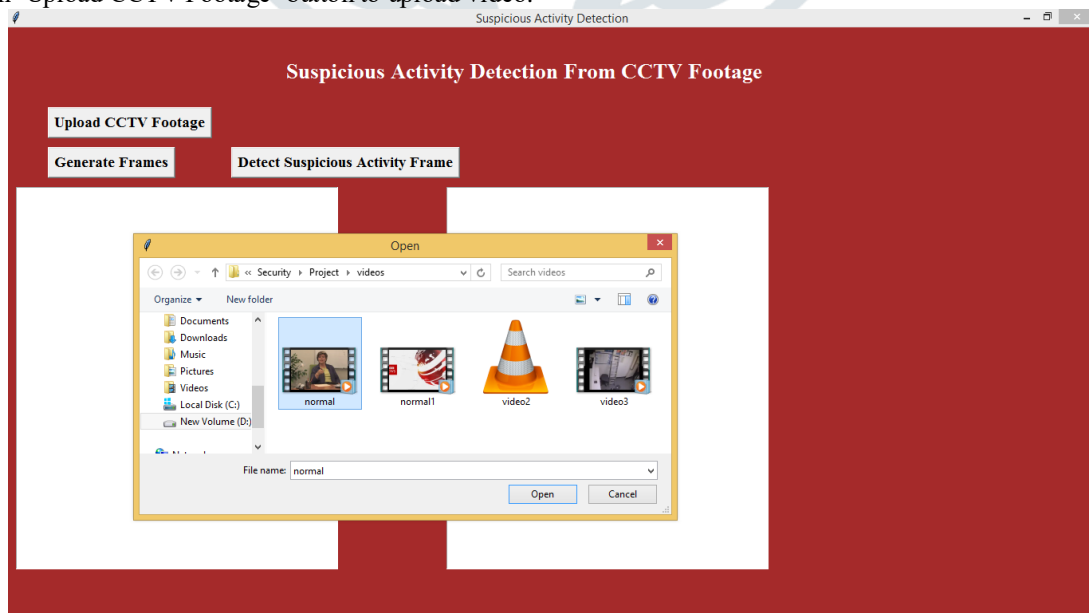 "Upload CCTV Footage" button to upload video.
Suspicious Activity Detection
Suspicious Activity Detection From CCTV Footage
Upload CCTV Footage
Generate Frames Detect Suspicious Activity Frame
Open
« Security Project videos Search videos
Organize New folder
Documents
Downloads
Music
Pictures
Videos
Local Disk (C:)
New Volume (D:)
normal normal1 video2 video3
File name: normal
Open Cancel